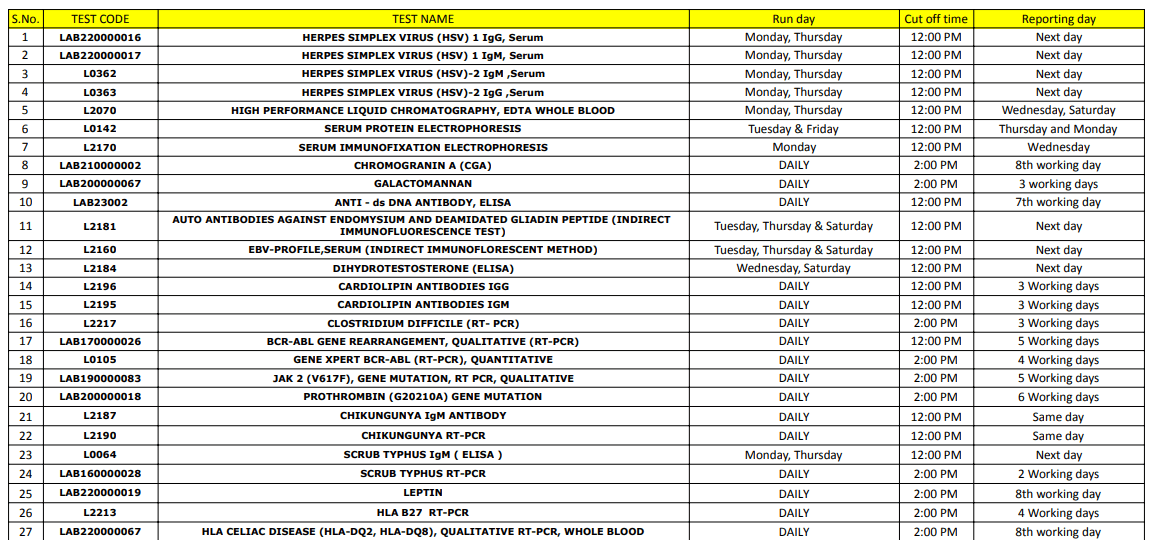 S.No. TEST CODE TEST NAME Run day Cut off time Reporting day
1 LAB220000016 HERPES SIMPLEX VIRUS (HSV) 1 IgG, Serum Monday, Thursday 12:00 PM Next day
2 LAB220000017 HERPES SIMPLEX VIRUS (HSV) 1 IgM, Serum Monday, Thursday 12:00 PM Next day
3 L0362 HERPES SIMPLEX VIRUS (HSV)-2 IgM ,Serum Monday, Thursday 12:00 PM Next day
4 L0363 HERPES SIMPLEX VIRUS (HSV)-2 IgG ,Serum Monday, Thursday 12:00 PM Next day
5 L2070 HIGH PERFORMANCE LIQUID CHROMATOGRAPHY, EDTA WHOLE BLOOD Monday, Thursday 12:00 PM Wednesday, Saturday
6 L0142 SERUM PROTEIN ELECTROPHORESIS Tuesday & Friday 12:00 PM Thursday and Monday
7 L2170 SERUM IMMUNOFIXATION ELECTROPHORESIS Monday 12:00 PM Wednesday
8 LAB210000002 CHROMOGRANIN A (CGA) DAILY 2:00 PM 8th working day
9 LAB200000067 GALACTOMANNAN DAILY 2:00 PM 3 working days
10 LAB23002 ANTI - ds DNA ANTIBODY, ELISA DAILY 12:00 PM 7th working day
11 L2181 AUTO ANTIBODIES AGAINST ENDOMYSIUM AND DEAMIDATED GLIADIN PEPTIDE (INDIRECT
IMMUNOFLUORESCENCE TEST) Tuesday, Thursday & Saturday 12:00 PM Next day
12 L2160 EBV-PROFILE,SERUM (INDIRECT IMMUNOFLORESCENT METHOD) Tuesday, Thursday & Saturday 12:00 PM Next day
13 L2184 DIHYDROTESTOSTERONE (ELISA) Wednesday, Saturday 12:00 PM Next day
14 L2196 CARDIOLIPIN ANTIBODIES IGG DAILY 12:00 PM 3 Working days
15 L2195 CARDIOLIPIN ANTIBODIES IGM DAILY 12:00 PM 3 Working days
16 L2217 CLOSTRIDIUM DIFFICILE (RT- PCR) DAILY 2:00 PM 3 Working days
17 LAB170000026 BCR-ABL GENE REARRANGEMENT, QUALITATIVE (RT-PCR) DAILY 12:00 PM 5 Working days
18 L0105 GENE XPERT BCR-ABL (RT-PCR), QUANTITATIVE DAILY 2:00 PM 4 Working days
19 LAB190000083 JAK 2 (V617F), GENE MUTATION, RT PCR, QUALITATIVE DAILY 2:00 PM 5 Working days
20 LAB200000018 PROTHROMBIN (G20210A) GENE MUTATION DAILY 2:00 PM 6 Working days
21 L2187 CHIKUNGUNYA IgM ANTIBODY DAILY 12:00 PM Same day
22 L2190 CHIKUNGUNYA RT-PCR DAILY 12:00 PM Same day
23 L0064 SCRUB TYPHUS IgM ( ELISA ) Monday, Thursday 12:00 PM Next day
24 LAB160000028 SCRUB TYPHUS RT-PCR DAILY 2:00 PM 2 Working days
25 LAB220000019 LEPTIN DAILY 2:00 PM 8th working day
26 L2213 HLA B27 RT-PCR DAILY 2:00 PM 4 Working days
27 LAB220000067 HLA CELIAC DISEASE (HLA-DQ2, HLA-DQ8), QUALITATIVE RT-PCR, WHOLE BLOOD DAILY 2:00 PM 8th working day